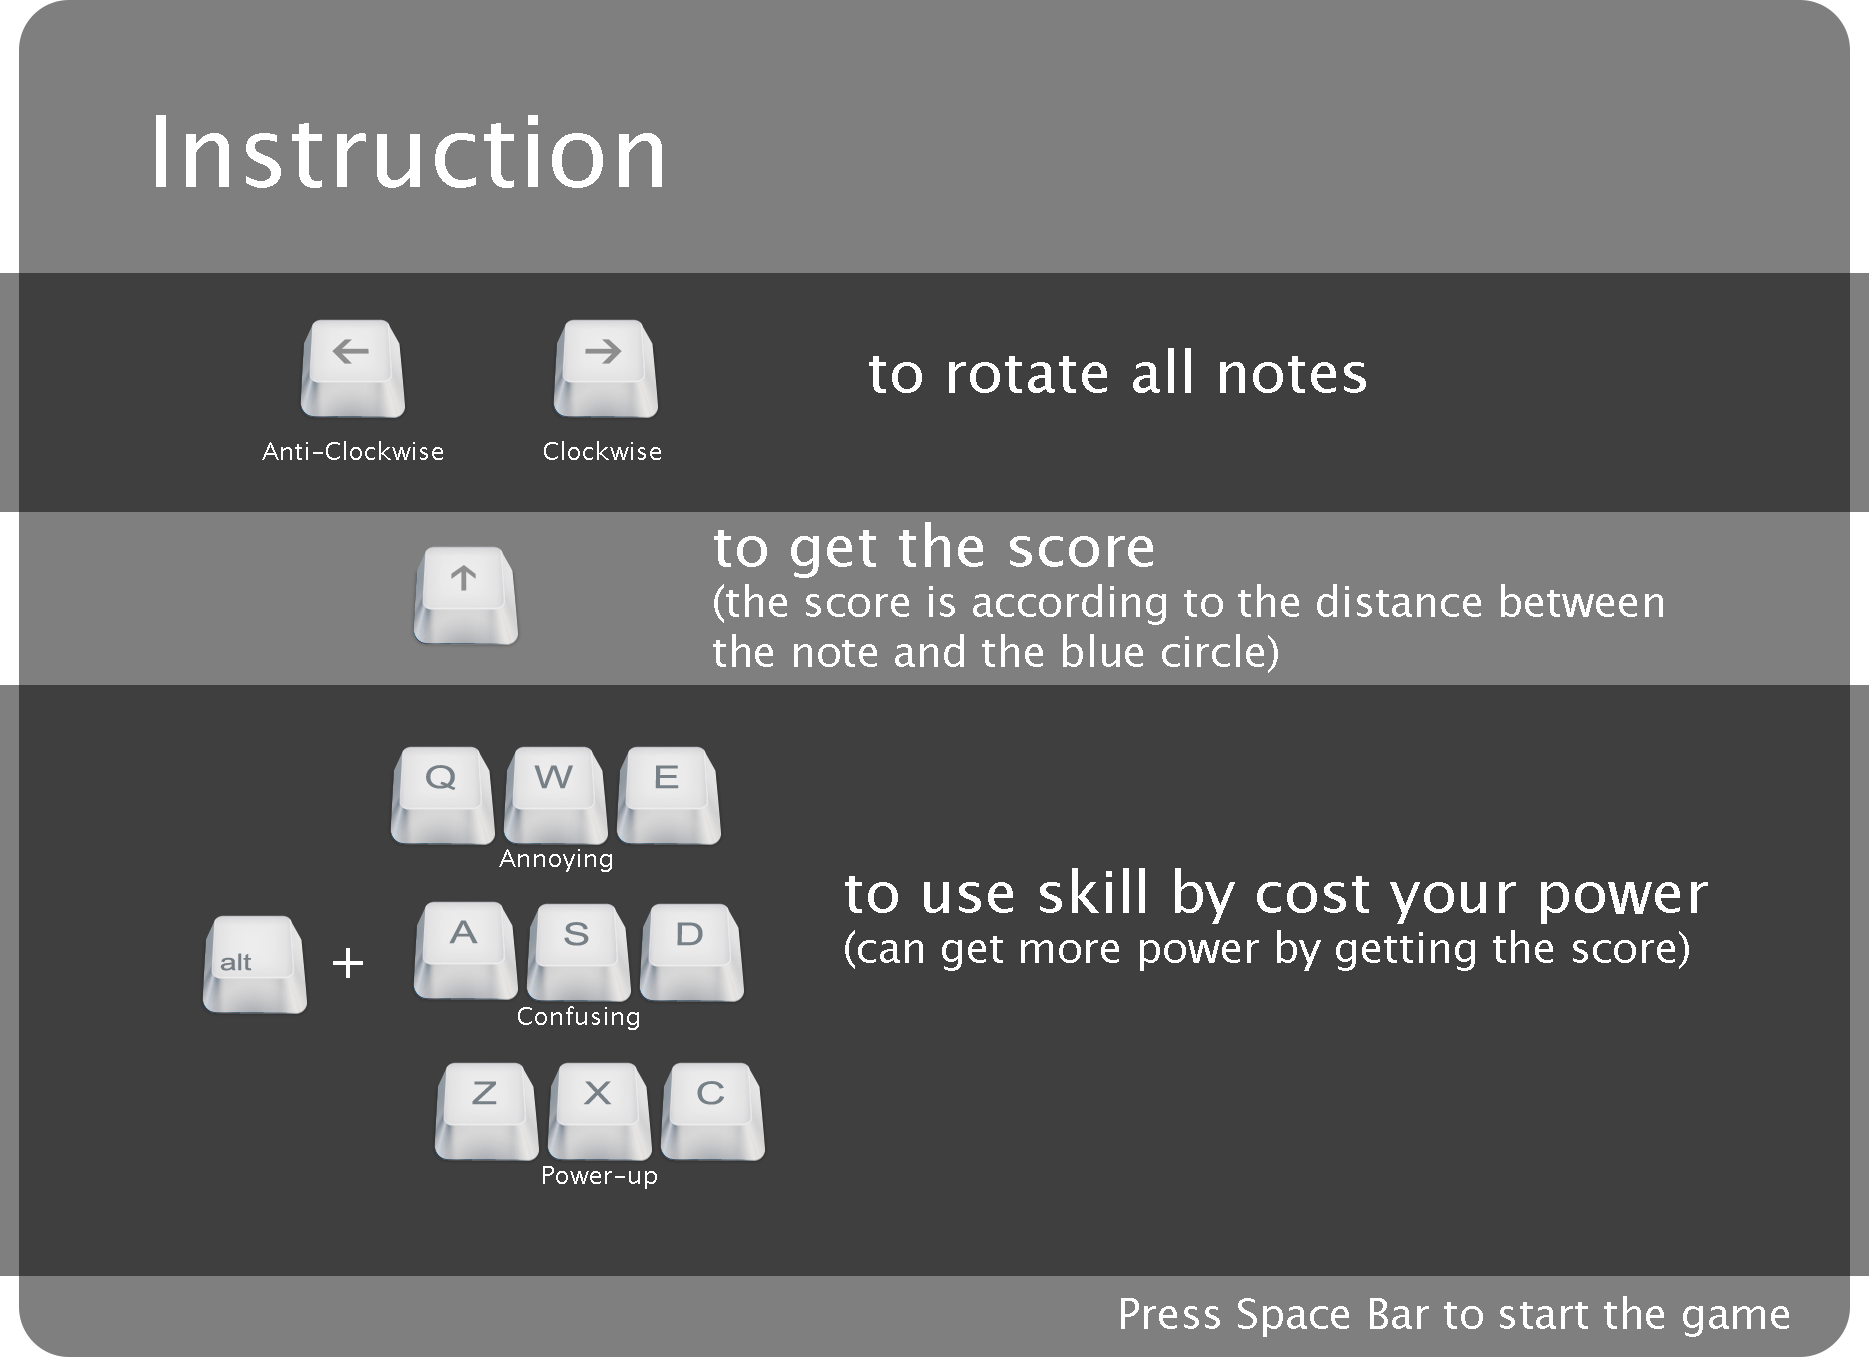 Instruction
← →
to rotate all notes
Anti-Clockwise Clockwise
↑
to get the score
(the score is according to the distance between
the note and the blue circle)
Q W E
Annoying
alt + A S D
Confusing
Z X C
Power-up
to use skill by cost your power
(can get more power by getting the score)
Press Space Bar to start the game